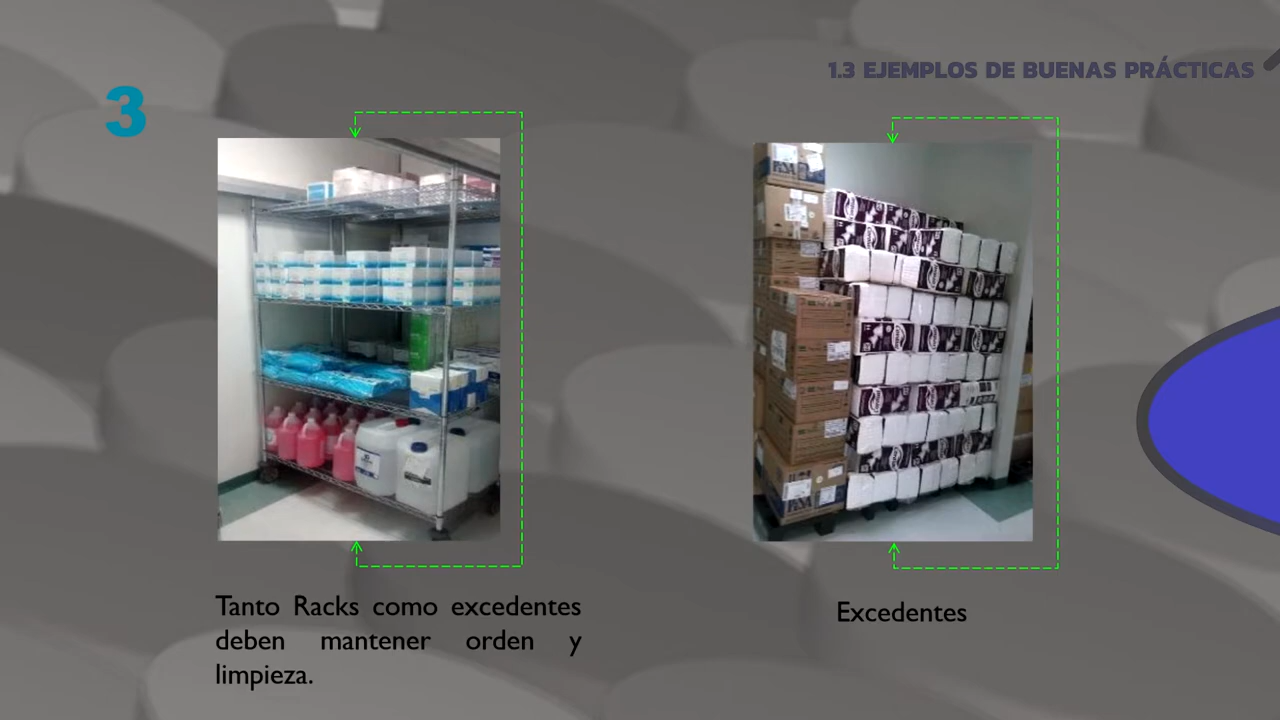 1.3 EJEMPLOS DE BUENAS PRÁCTICAS
3
Tanto Racks como excedentes
deben mantener orden y
limpieza.
Excedentes